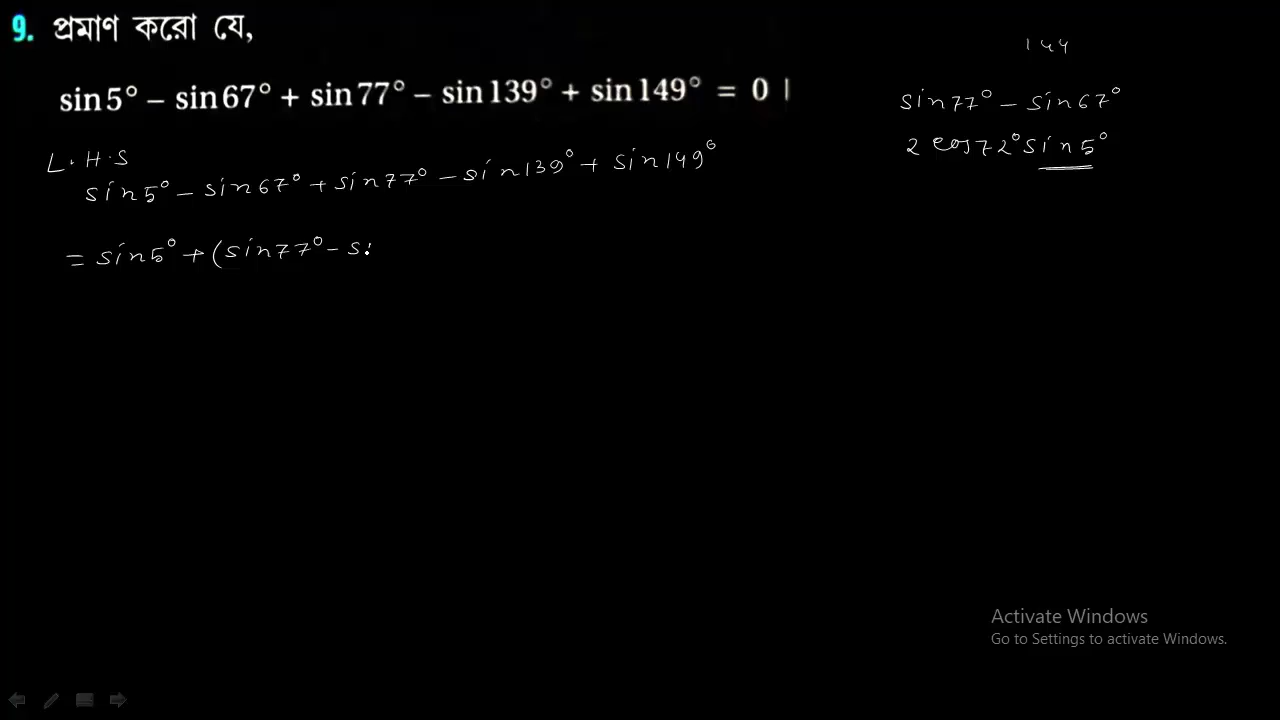 9. প্রমাণ করো যে,
sin 5° – sin 67° + sin 77° – sin 139° + sin 149° = 0 |
L.H.S
sin5° – sin67° + sin77° – sin139° + sin149°
= sin5° + (sin77° – si
144
sin77° – sin67°
2 cos72° sin5°
Activate Windows
Go to Settings to activate Windows.